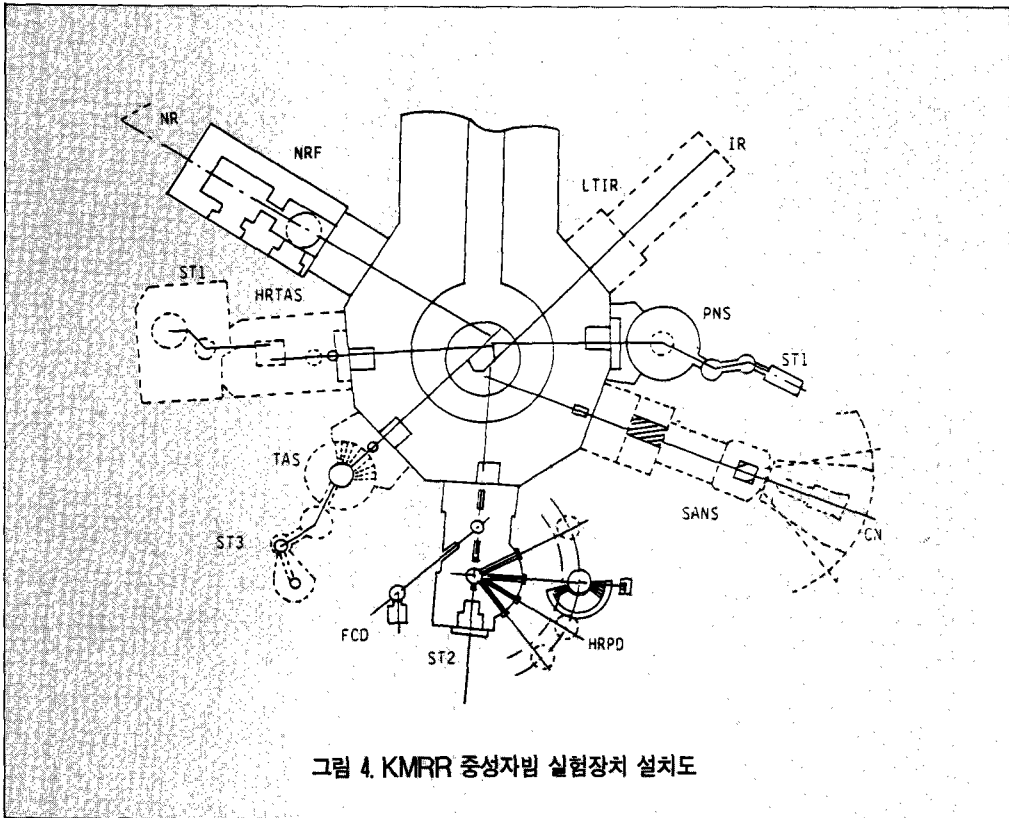 NR
NRF
IR
LTIR
ST1
HRTAS
PNS
ST1
TAS
SANS
CN
ST3
FCD
ST2
HRPD
그림 4. KMRR 중성자빔 실험장치 설치도